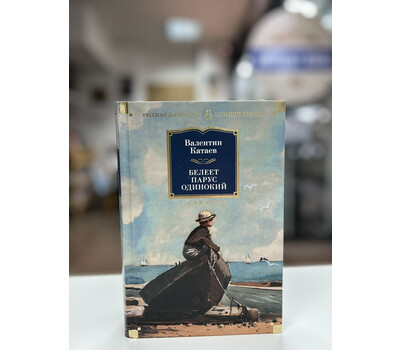 Валентин
Катаев
БЕЛЕЕТ
ПАРУС
ОДИНОКИЙ